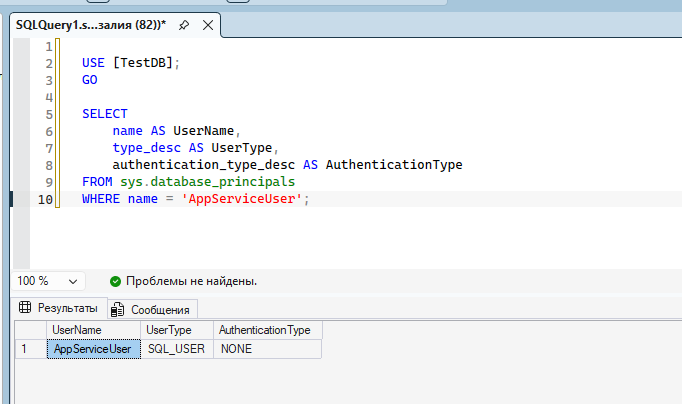 SQLQuery1.s...залия (82))*
1
2 USE [TestDB];
3 GO
4
5 SELECT
6 name AS UserName,
7 type_desc AS UserType,
8 authentication_type_desc AS AuthenticationType
9 FROM sys.database_principals
10 WHERE name = 'AppServiceUser';
100 % Проблемы не найдены.
Результаты Сообщения
UserName UserType AuthenticationType
1 AppServiceUser SQL_USER NONE